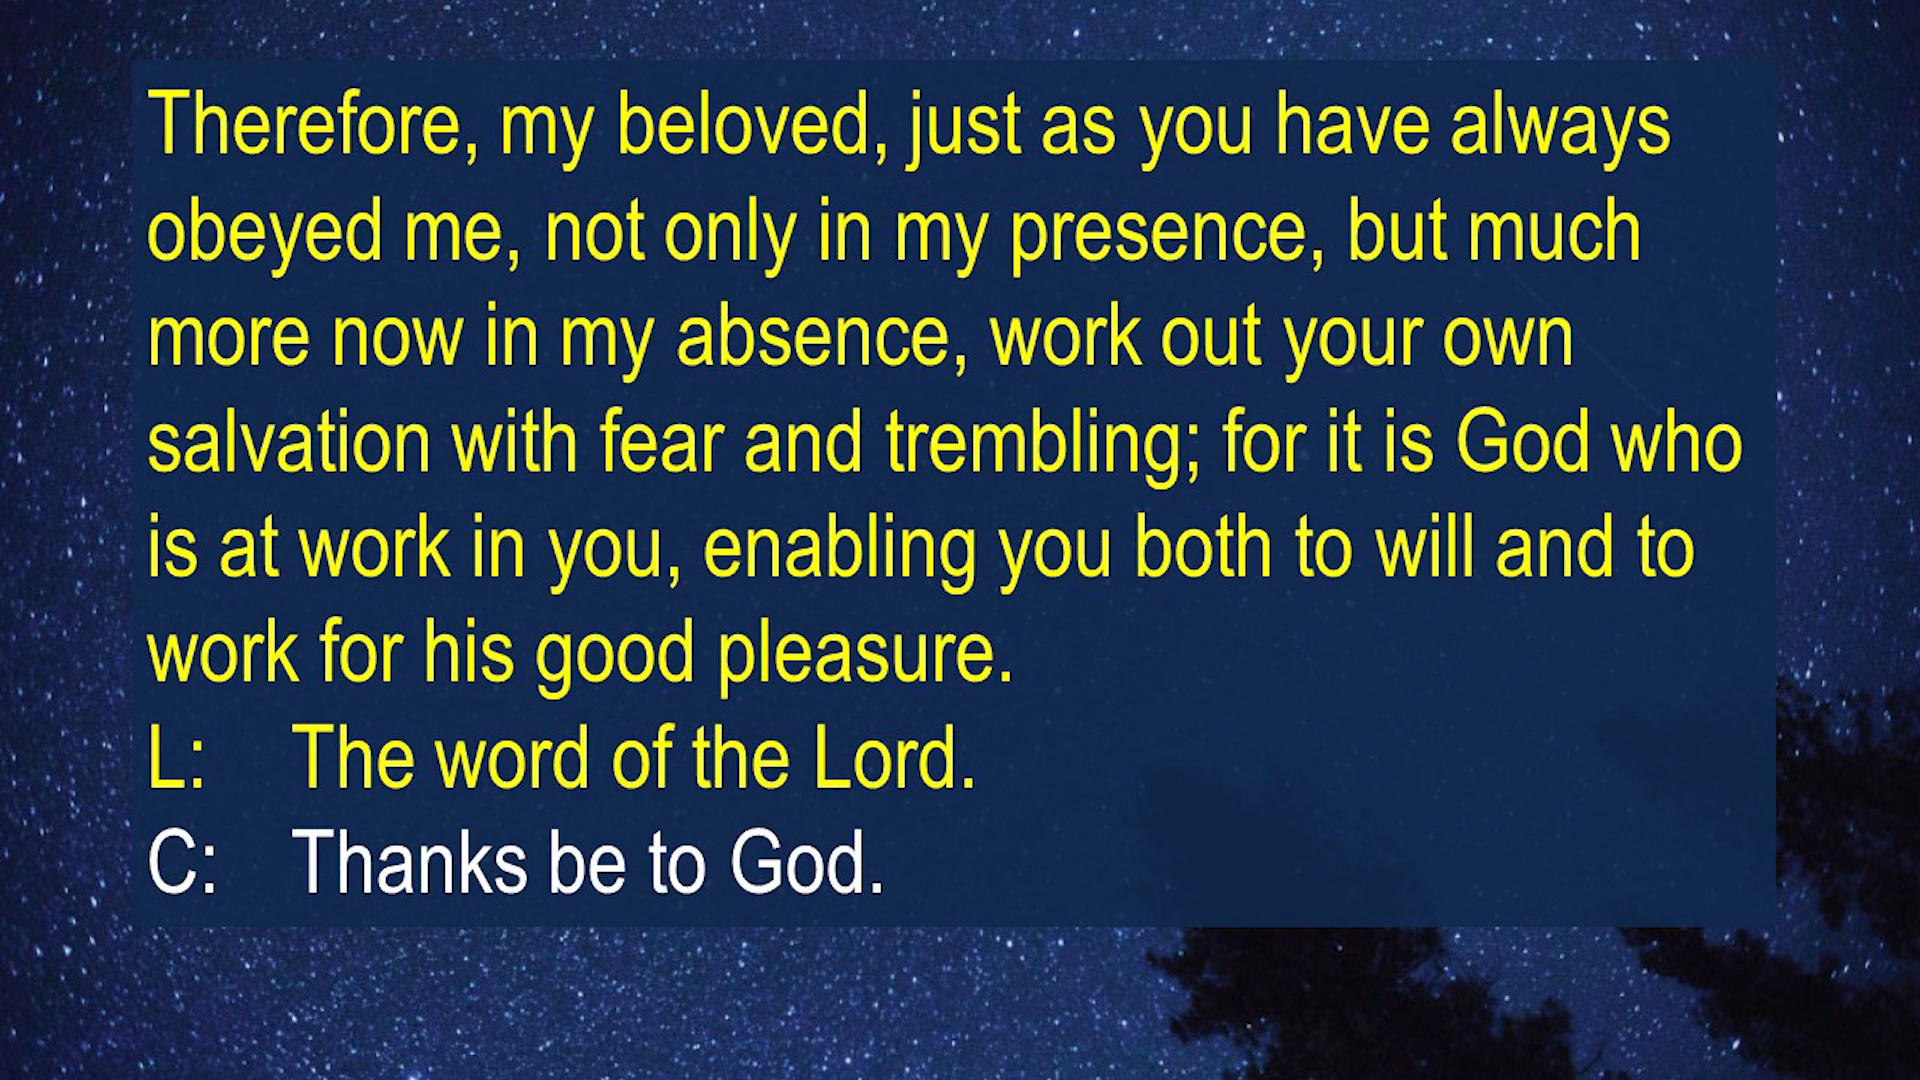 Therefore, my beloved, just as you have always
obeyed me, not only in my presence, but much
more now in my absence, work out your own
salvation with fear and trembling; for it is God who
is at work in you, enabling you both to will and to
work for his good pleasure.
L: The word of the Lord.
C: Thanks be to God.